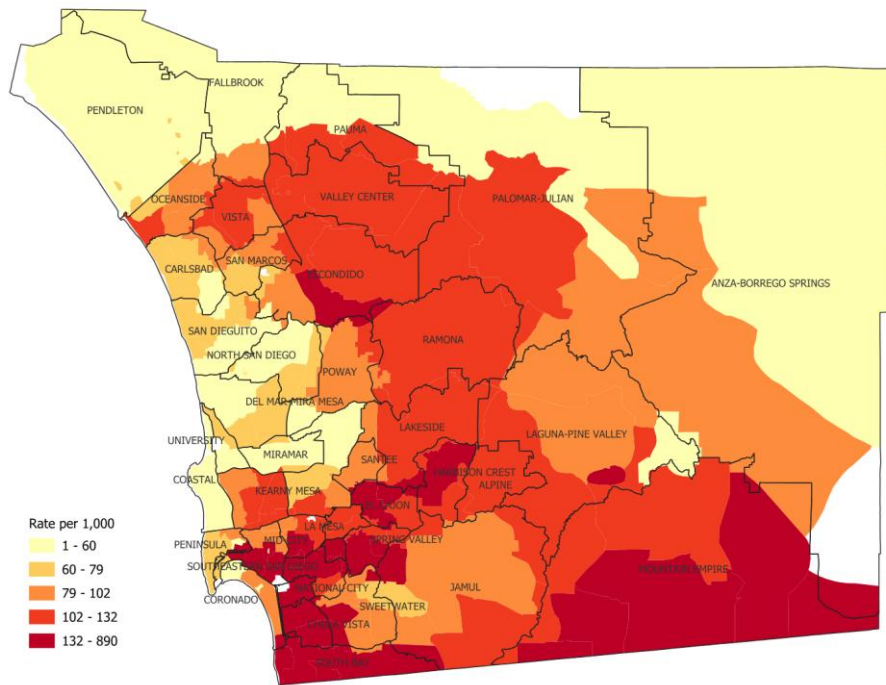 FALLBROOK
PENDLETON
PAUMA
OCEANSIDE
VALLEY CENTER
PALOMAR-JULIAN
VISTA
CARLSBAD
SAN MARCOS
ESCONDIDO
ANZA-BORREGO SPRINGS
SAN DIEGUITO
NORTH SAN DIEGO
RAMONA
POWAY
DEL MAR-MIRA MESA
LAKESIDE
UNIVERSITY
LAGUNA-PINE VALLEY
MIRAMAR
SANTEE
HARBISON CREST
COASTAL
ALPINE
KEARNY MESA
EL CAJON
Rate per 1,000
LA MESA
1 - 60
PENINSULA
MID-CITY
SPRING VALLEY
60 - 79
SOUTHEASTERN SAN DIEGO
MOUNTAIN EMPIRE
79 - 102
CORONADO
NATIONAL CITY
JAMUL
102 - 132
SWEETWATER
132 - 890
CHULA VISTA
SOUTH BAY